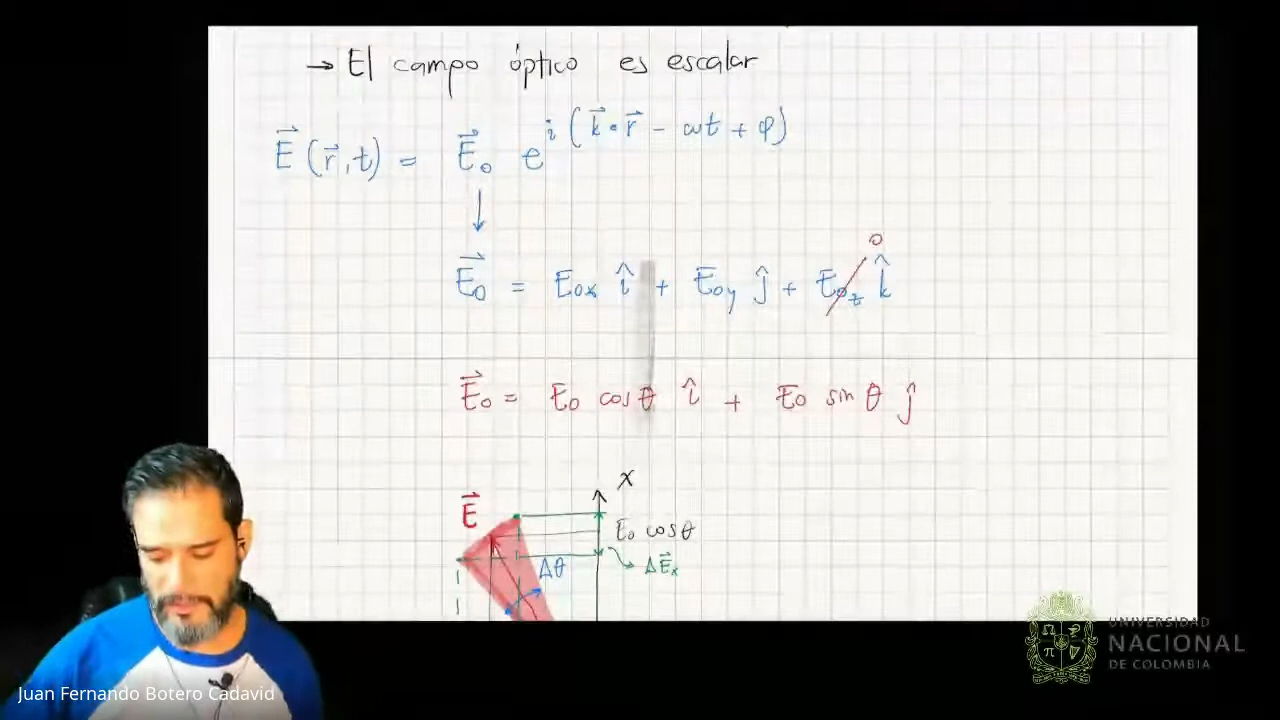 → El campo óptico es escalar
E⃗ (r⃗, t) = E⃗₀ e^{i (k⃗ • r⃗ - ωt + φ)}
↓
E⃗₀ = E₀ₓ î + E₀y ĵ + E₀z k̂ 0
E⃗₀ = E₀ cos θ î + E₀ sin θ ĵ
x
E⃗
E₀ cos θ
Δθ
ΔE⃗ₓ
UNIVERSIDAD
NACIONAL
DE COLOMBIA
Juan Fernando Botero Cadavid